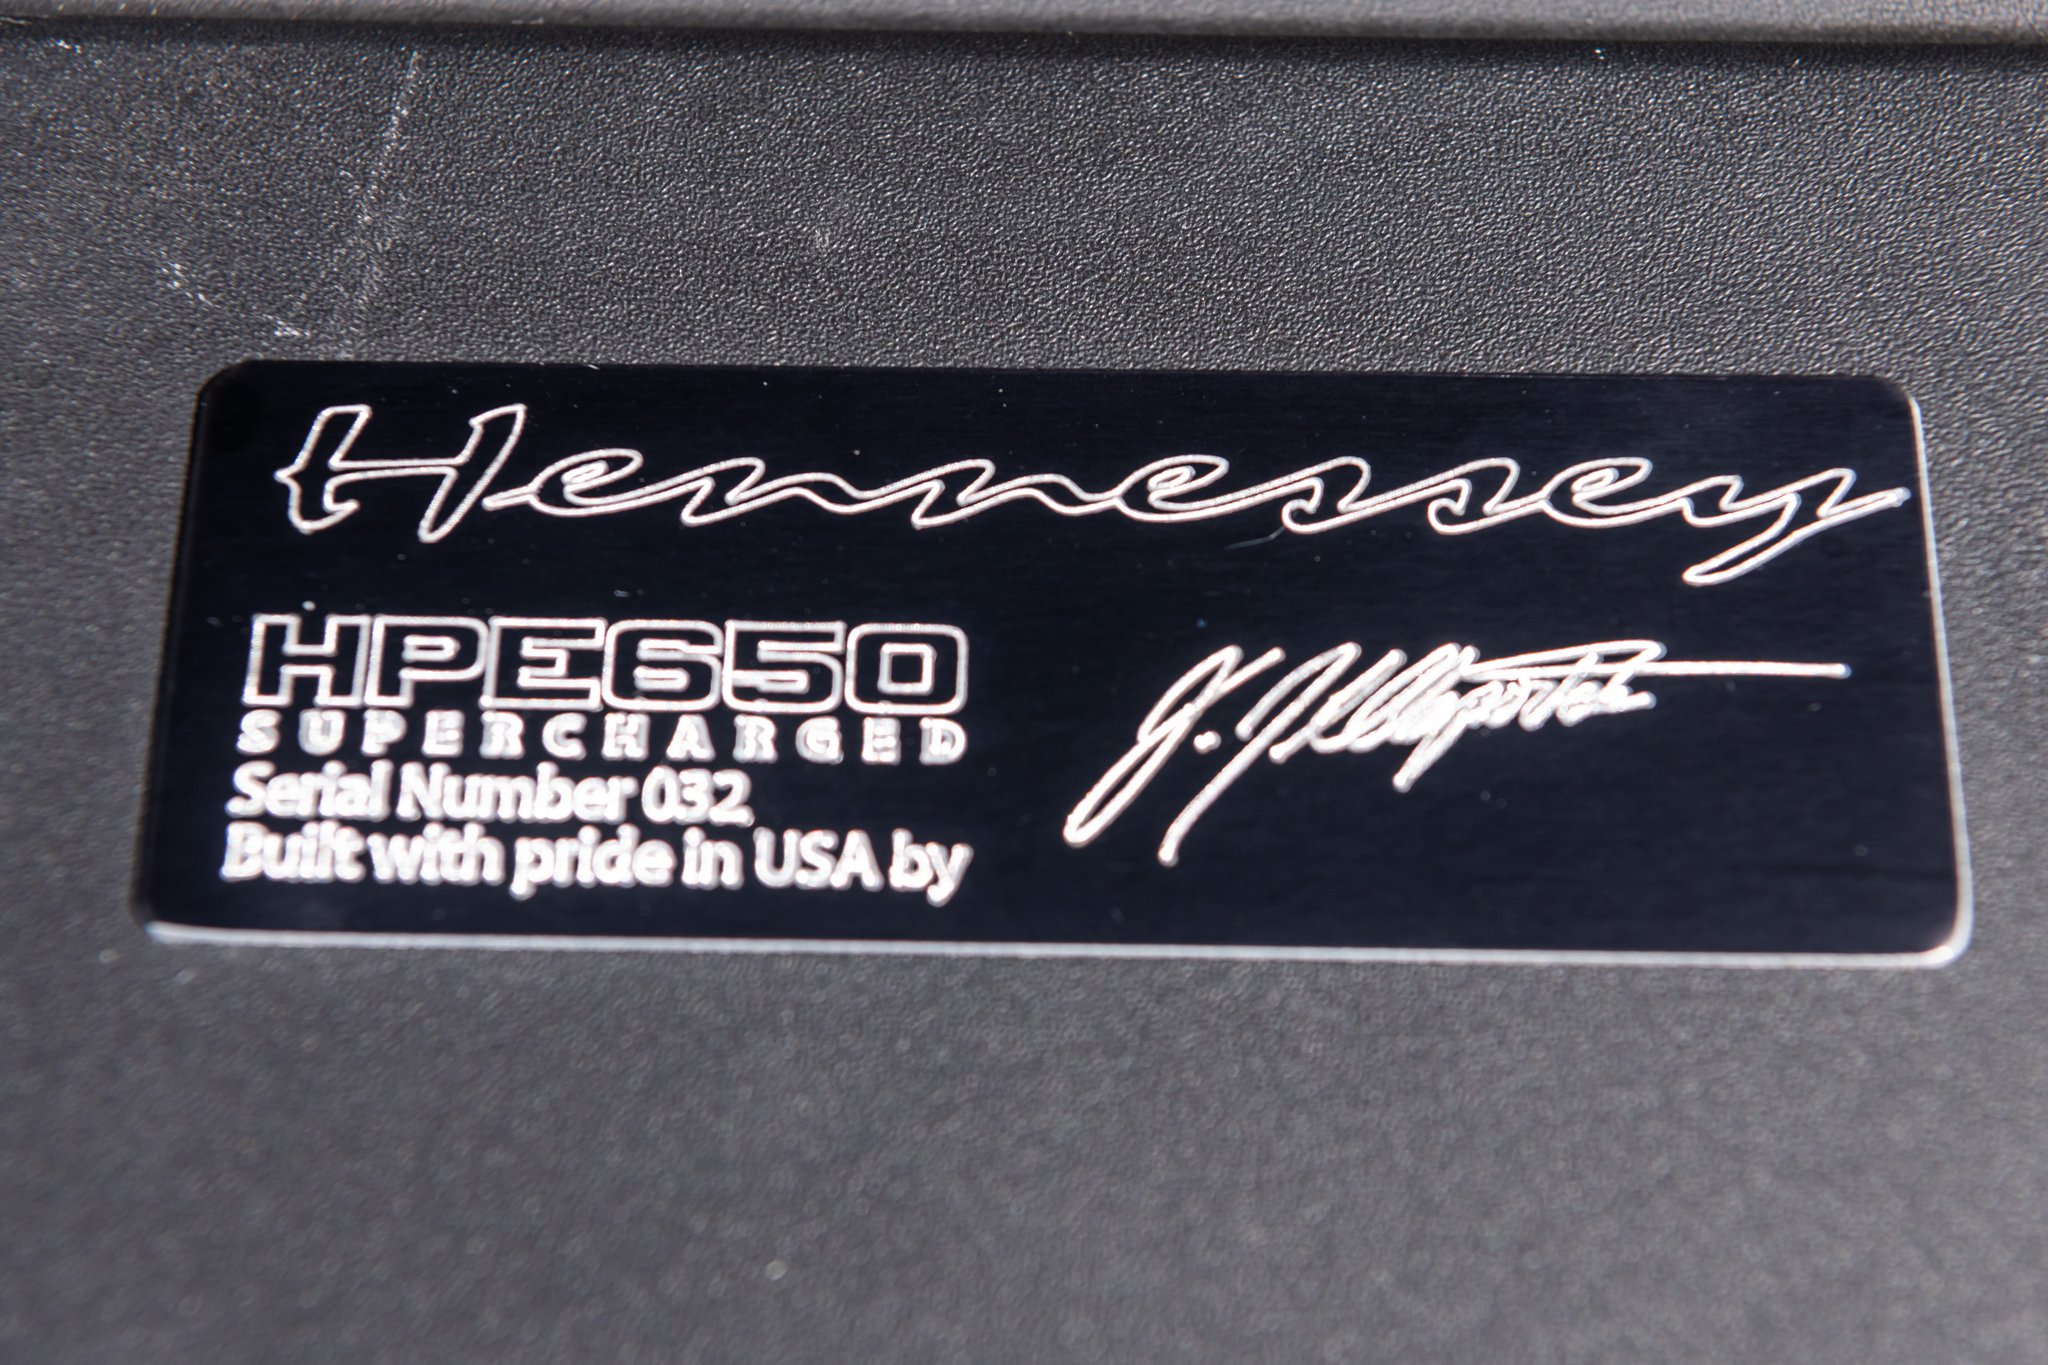 Hennessey
HPE650
SUPERCHARGED
Serial Number 032
Built with pride in USA by